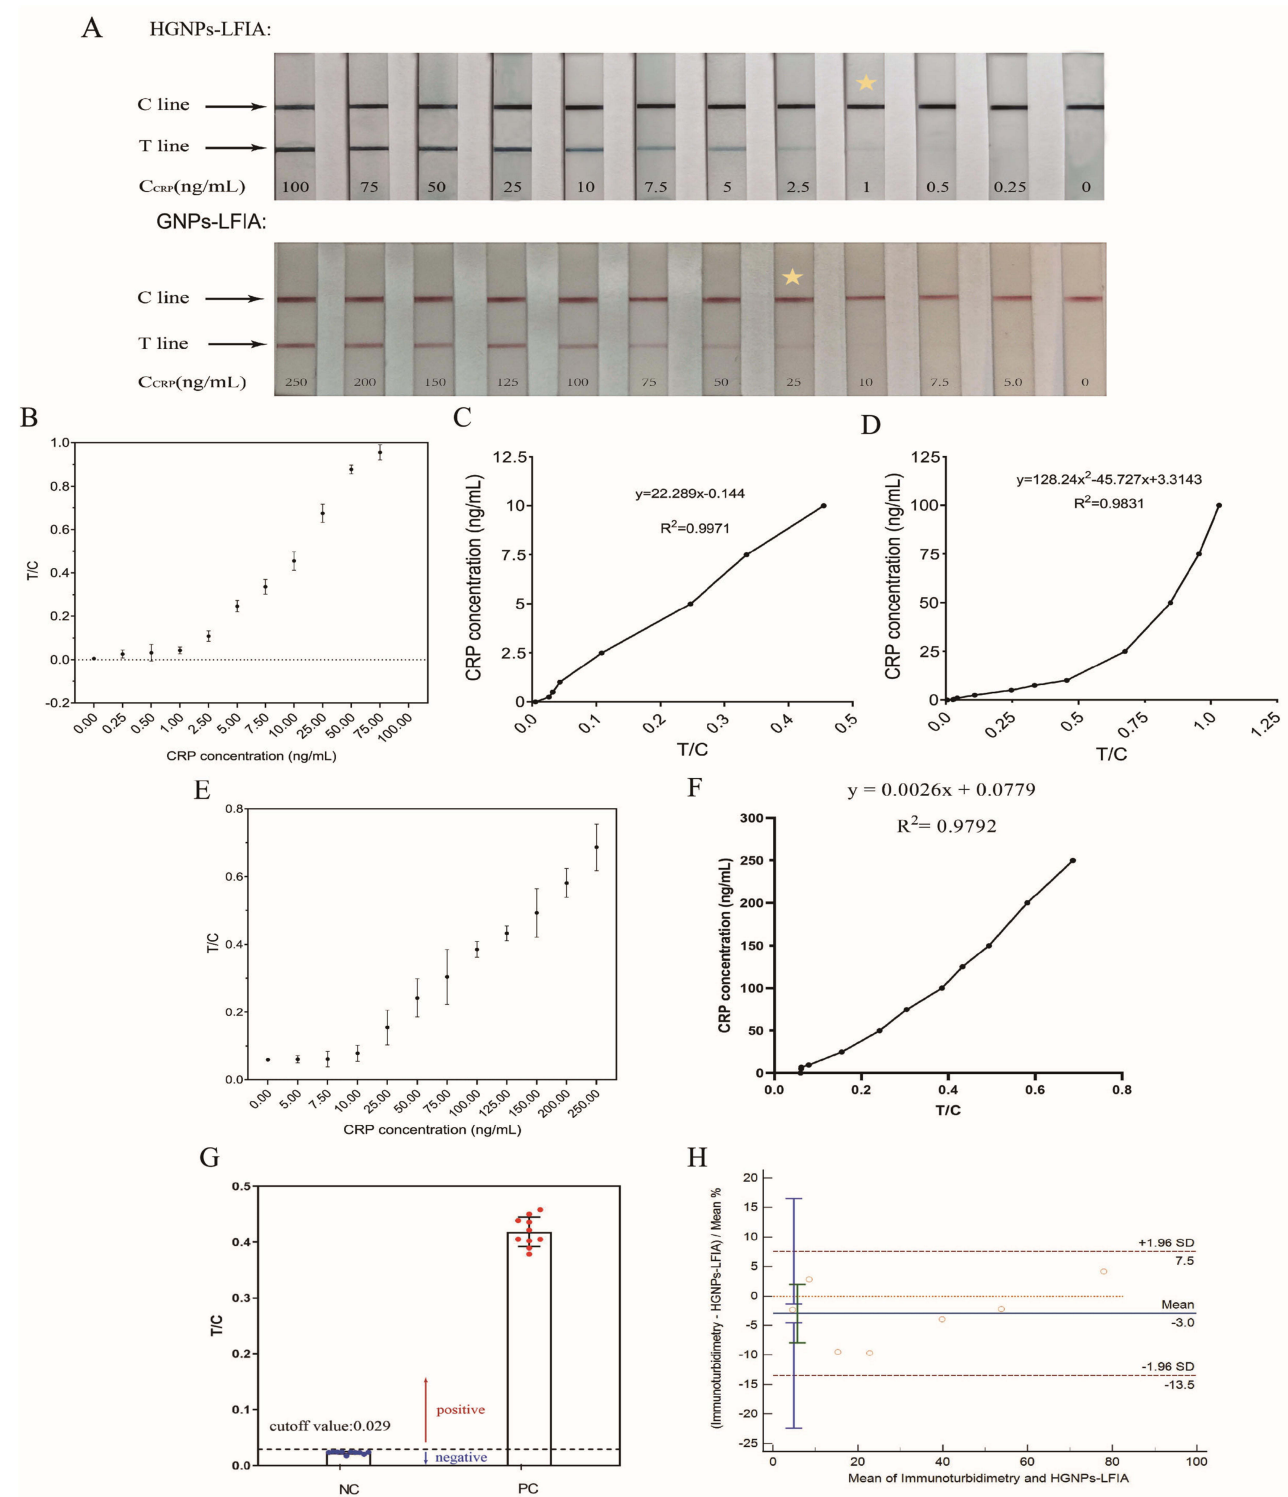 A
HGNPs-LFIA:
C line
T line
CCRP(ng/mL)
100 75 50 25 10 7.5 5 2.5 1 0.5 0.25 0
GNPs-LFIA:
C line
T line
CCRP(ng/mL)
250 200 150 125 100 75 50 25 10 7.5 5.0 0
B
1.0
0.8
0.6
0.4
0.2
0.0
-0.2
T/C
0.00 0.25 0.50 1.00 2.50 5.00 7.50 10.00 25.00 50.00 75.00 100.00
CRP concentration (ng/mL)
C
y=22.289x-0.144
R2=0.9971
12.5
10
7.5
5
2.5
0
CRP concentration (ng/mL)
0.0 0.1 0.2 0.3 0.4 0.5
T/C
D
y=128.24x2-45.727x+3.3143
R2=0.9831
125
100
75
50
25
0
CRP concentration (ng/mL)
0.0 0.25 0.5 0.75 1.0 1.25
T/C
E
0.8
0.6
0.4
0.2
0.0
T/C
0.00 5.00 7.50 10.00 25.00 50.00 75.00 100.00 125.00 150.00 200.00 250.00
CRP concentration (ng/mL)
F
y = 0.0026x + 0.0779
R2= 0.9792
300
250
200
150
100
50
0
CRP concentration (ng/mL)
0.0 0.2 0.4 0.6 0.8
T/C
G
0.5
0.4
0.3
0.2
0.1
0.0
T/C
cutoff value:0.029
positive
negative
NC PC
H
20
15
10
5
0
-5
-10
-15
-20
-25
(Immunoturbidimetry - HGNPs-LFIA) / Mean %
+1.96 SD
7.5
Mean
-3.0
-1.96 SD
-13.5
0 20 40 60 80 100
Mean of Immunoturbidimetry and HGNPs-LFIA